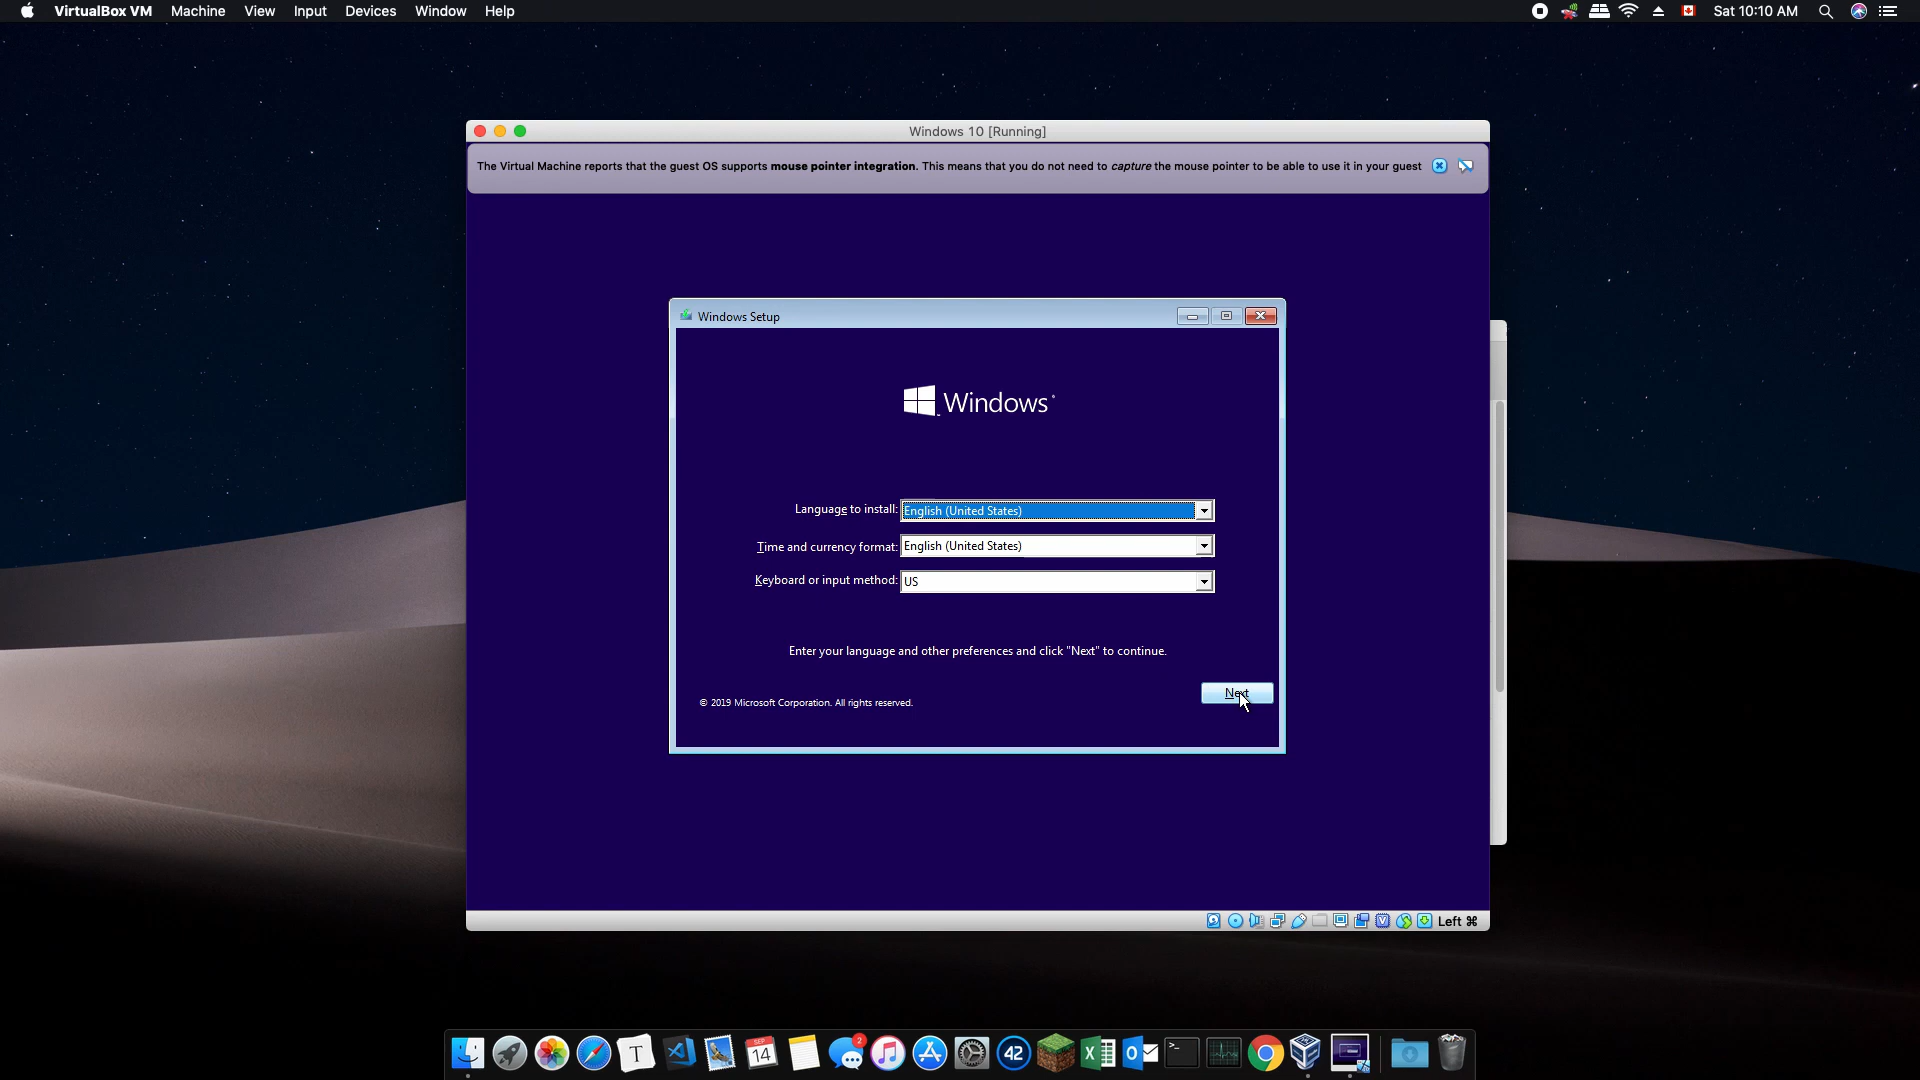 VirtualBox VM Machine View Input Devices Window Help Sat 10:10 AM
Windows 10 [Running]
The Virtual Machine reports that the guest OS supports mouse pointer integration. This means that you do not need to capture the mouse pointer to be able to use it in your guest
Windows Setup
Windows
Language to install: English (United States)
Time and currency format: English (United States)
Keyboard or input method: US
Enter your language and other preferences and click "Next" to continue.
Next
© 2019 Microsoft Corporation. All rights reserved.
Left ⌘
T SEP 14 2 42